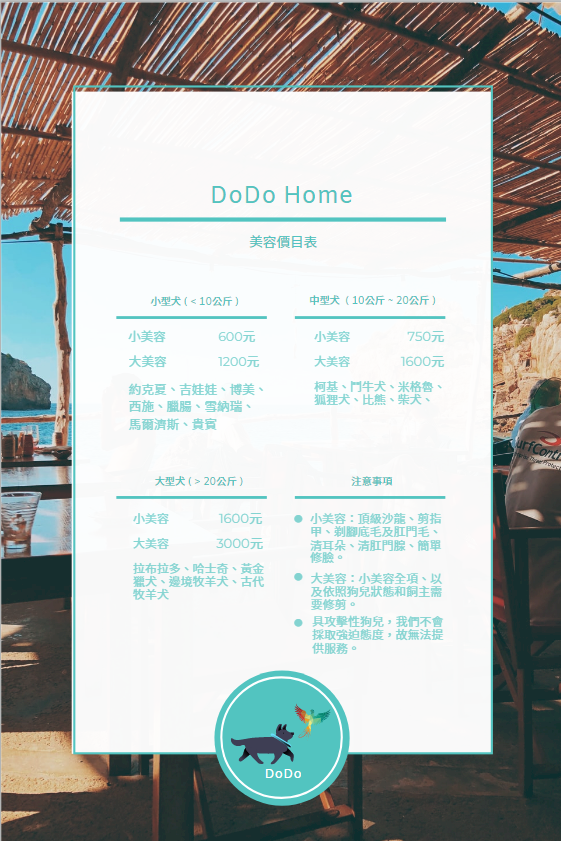 DoDo Home
美容價目表
小型犬 ( < 10公斤 )
小美容 600元
大美容 1200元
約克夏、吉娃娃、博美、
西施、臘腸、雪納瑞、
馬爾濟斯、貴賓
中型犬 ( 10公斤 ~ 20公斤 )
小美容 750元
大美容 1600元
柯基、鬥牛犬、米格魯、
狐狸犬、比熊、柴犬、
大型犬 ( > 20公斤 )
小美容 1600元
大美容 3000元
拉布拉多、哈士奇、黃金
獵犬、邊境牧羊犬、古代
牧羊犬
注意事項
小美容：頂級沙龍、剪指
甲、剃腳底毛及肛門毛、
清耳朵、清肛門腺、簡單
修臉。
大美容：小美容全項、以
及依照狗兒狀態和飼主需
要修剪。
具攻擊性狗兒，我們不會
採取強迫態度，故無法提
供服務。
DoDo